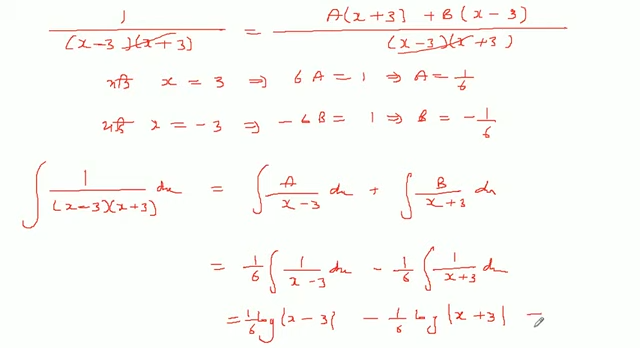 1/((x-3)(x+3)) = (A(x+3) + B(x-3))/((x-3)(x+3))
যদি x = 3 ⇒ 6A = 1 ⇒ A = 1/6
যদি x = -3 ⇒ -6B = 1 ⇒ B = -1/6
∫ 1/((x-3)(x+3)) dx = ∫ A/(x-3) dx + ∫ B/(x+3) dx
= 1/6 ∫ 1/(x-3) dx - 1/6 ∫ 1/(x+3) dx
= 1/6 log|x-3| - 1/6 log|x+3|